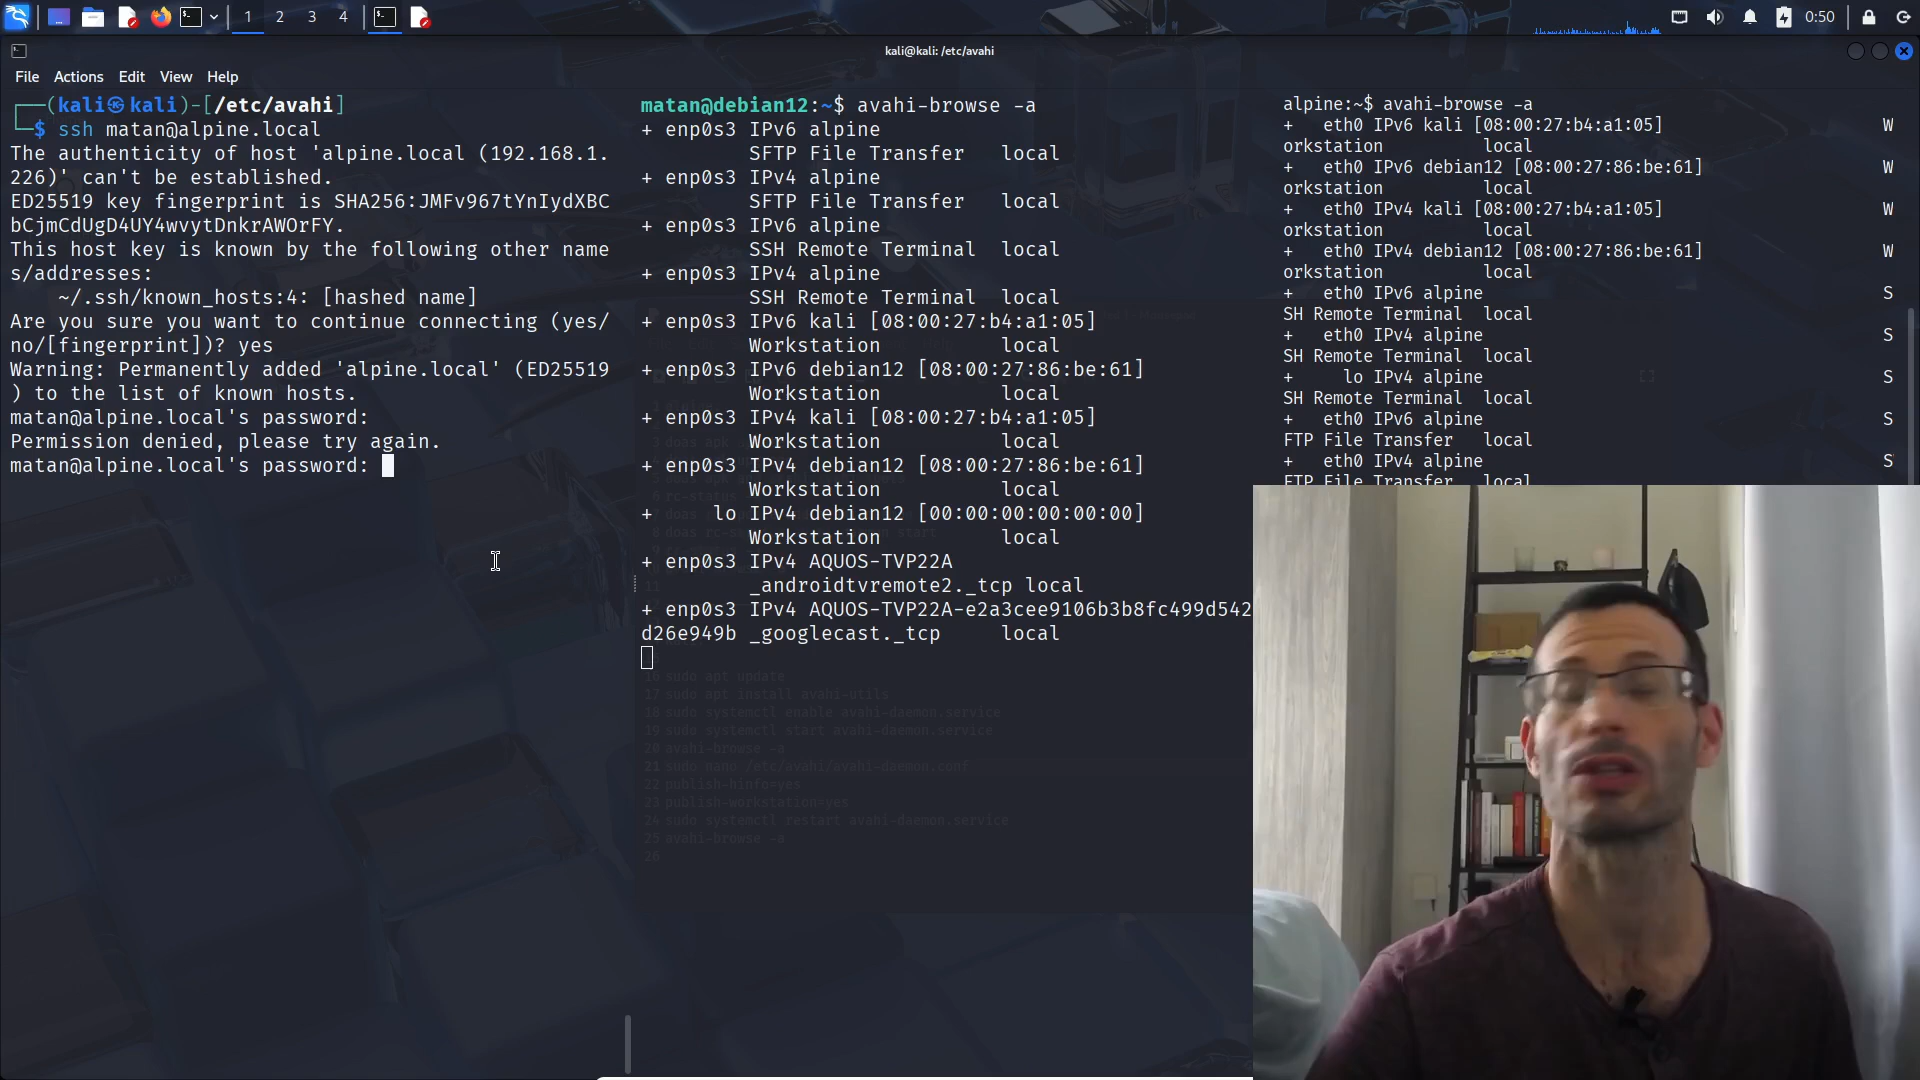 1 2 3 4
0:50
kali@kali: /etc/avahi
File Actions Edit View Help
(kali㉿kali)-[/etc/avahi]
$ ssh matan@alpine.local
The authenticity of host 'alpine.local (192.168.1.
226)' can't be established.
ED25519 key fingerprint is SHA256:JMFv967tYnIydXBC
bCjmCdUgD4UY4wvytDnkrAWOrFY.
This host key is known by the following other name
s/addresses:
~/.ssh/known_hosts:4: [hashed name]
Are you sure you want to continue connecting (yes/
no/[fingerprint])? yes
Warning: Permanently added 'alpine.local' (ED25519
) to the list of known hosts.
matan@alpine.local's password:
Permission denied, please try again.
matan@alpine.local's password:
matan@debian12:~$ avahi-browse -a
+ enp0s3 IPv6 alpine
SFTP File Transfer local
+ enp0s3 IPv4 alpine
SFTP File Transfer local
+ enp0s3 IPv6 alpine
SSH Remote Terminal local
+ enp0s3 IPv4 alpine
SSH Remote Terminal local
+ enp0s3 IPv6 kali [08:00:27:b4:a1:05]
Workstation local
+ enp0s3 IPv6 debian12 [08:00:27:86:be:61]
Workstation local
+ enp0s3 IPv4 kali [08:00:27:b4:a1:05]
Workstation local
+ enp0s3 IPv4 debian12 [08:00:27:86:be:61]
Workstation local
+ lo IPv4 debian12 [00:00:00:00:00:00]
Workstation local
+ enp0s3 IPv4 AQUOS-TVP22A
_androidtvremote2._tcp local
+ enp0s3 IPv4 AQUOS-TVP22A-e2a3cee9106b3b8fc499d542
d26e949b _googlecast._tcp local
16 sudo apt update
17 sudo apt install avahi-utils
18 sudo systemctl enable avahi-daemon.service
19 sudo systemctl start avahi-daemon.service
20 avahi-browse -a
21 sudo nano /etc/avahi/avahi-daemon.conf
22 publish-hinfo=yes
23 publish-workstation=yes
24 sudo systemctl restart avahi-daemon.service
25 avahi-browse -a
26
alpine:~$ avahi-browse -a
+ eth0 IPv6 kali [08:00:27:b4:a1:05] W
orkstation local
+ eth0 IPv6 debian12 [08:00:27:86:be:61] W
orkstation local
+ eth0 IPv4 kali [08:00:27:b4:a1:05] W
orkstation local
+ eth0 IPv4 debian12 [08:00:27:86:be:61] W
orkstation local
+ eth0 IPv6 alpine S
SH Remote Terminal local
+ eth0 IPv4 alpine S
SH Remote Terminal local
+ lo IPv4 alpine S
SH Remote Terminal local
+ eth0 IPv6 alpine S
FTP File Transfer local
+ eth0 IPv4 alpine S
FTP File Transfer local